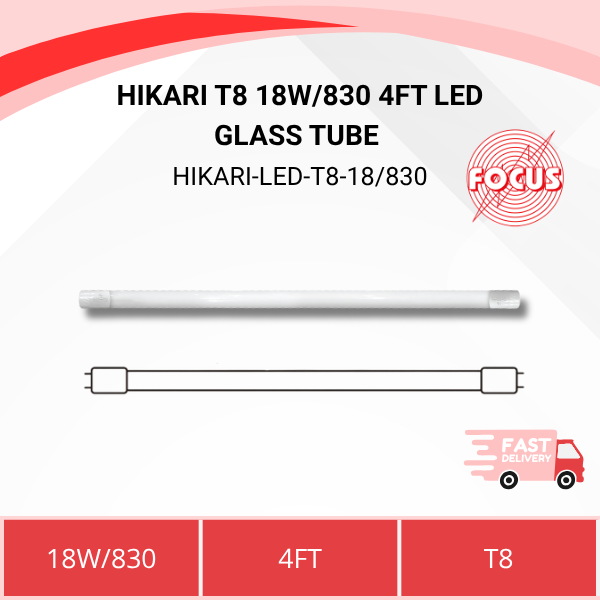 HIKARI T8 18W/830 4FT LED
GLASS TUBE
HIKARI-LED-T8-18/830
FOCUS
FAST
DELIVERY
18W/830
4FT
T8